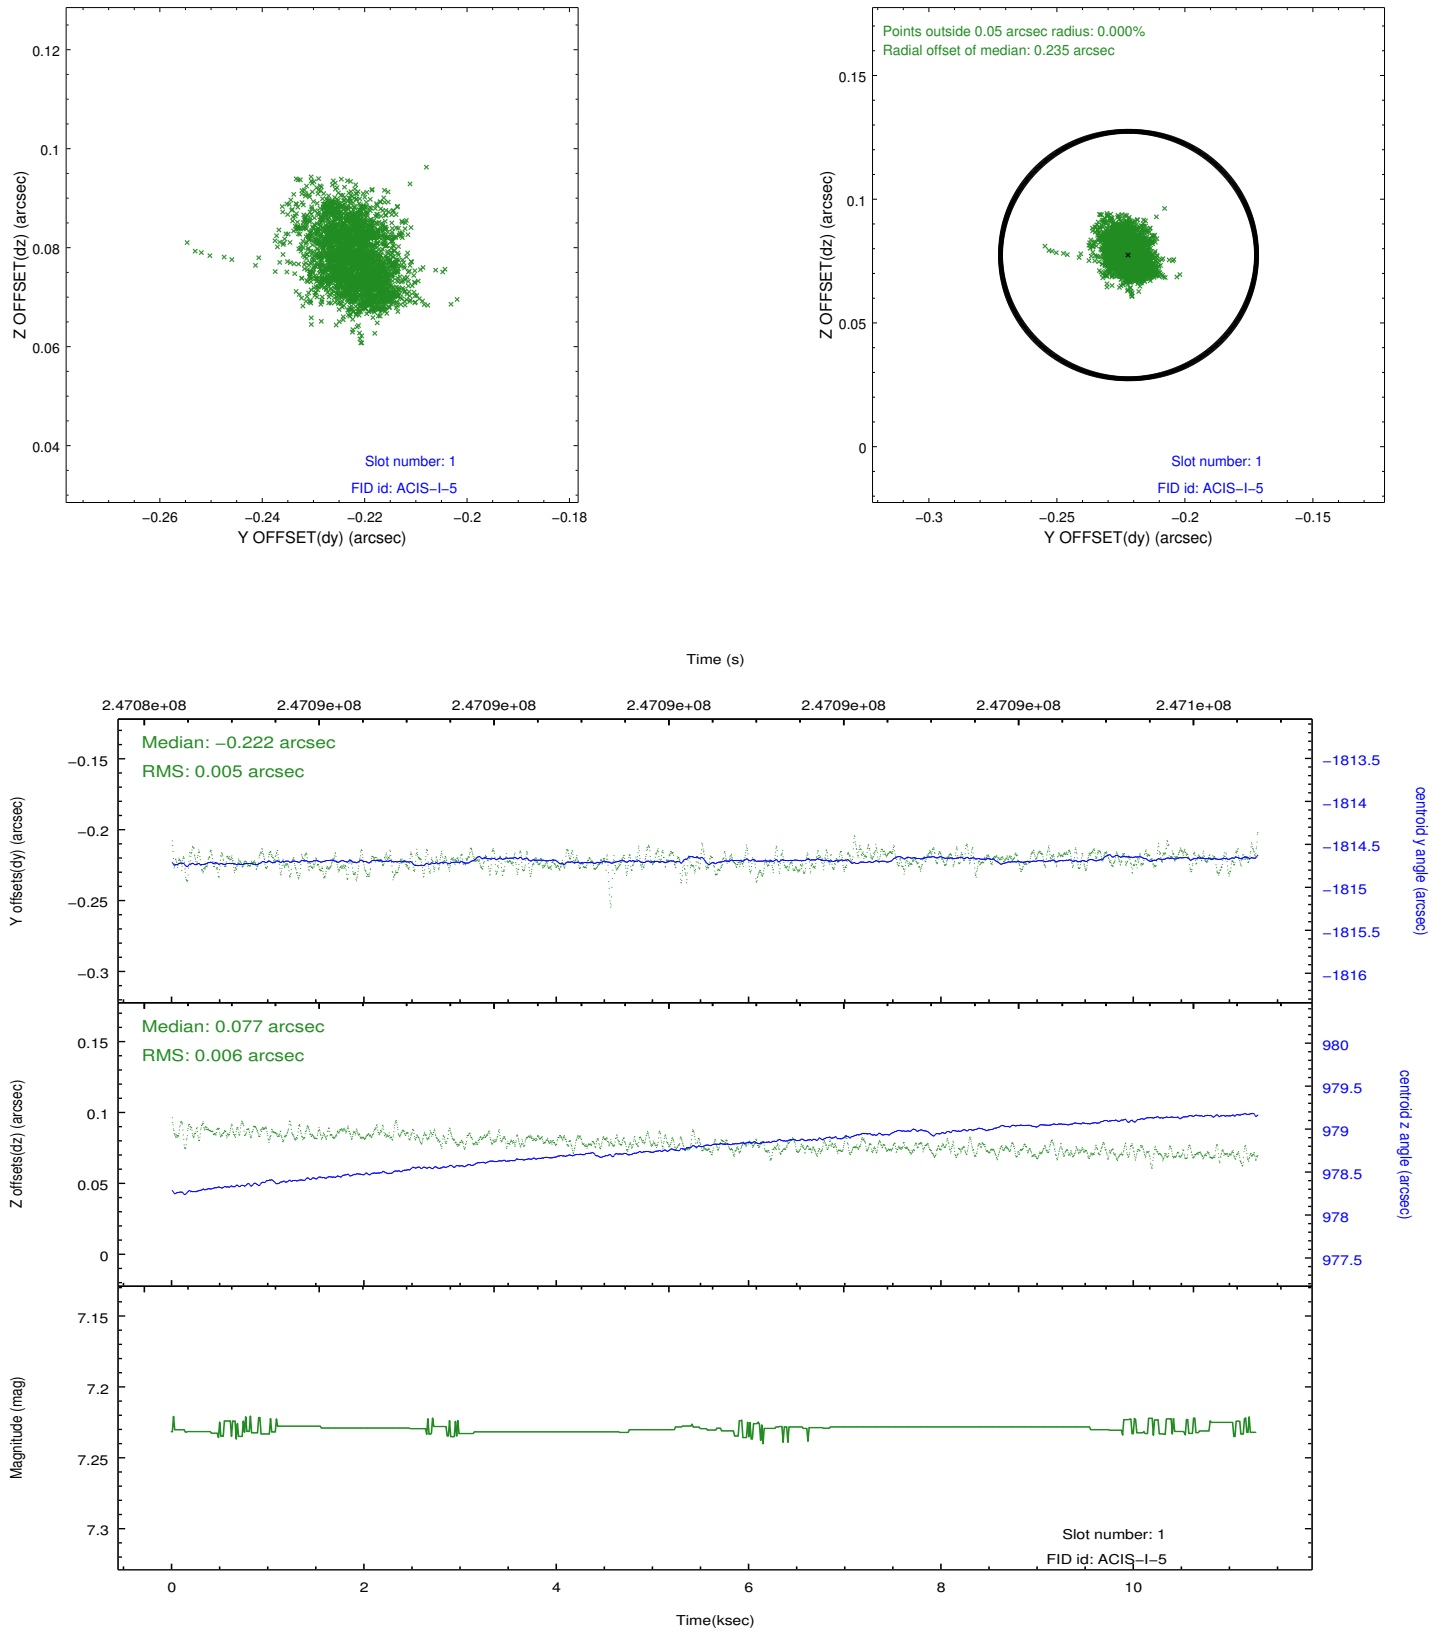 0.12
0.1
0.08
0.06
0.04
Z OFFSET(dz) (arcsec)
Slot number: 1
FID id: ACIS−I−5
−0.26 −0.24 −0.22 −0.2 −0.18
Y OFFSET(dy) (arcsec)
Points outside 0.05 arcsec radius: 0.000%
Radial offset of median: 0.235 arcsec
0.15
0.1
0.05
0
Z OFFSET(dz) (arcsec)
Slot number: 1
FID id: ACIS−I−5
−0.3 −0.25 −0.2 −0.15
Y OFFSET(dy) (arcsec)
Time (s)
2.4708e+08 2.4709e+08 2.4709e+08 2.4709e+08 2.4709e+08 2.4709e+08 2.471e+08
Median: −0.222 arcsec
RMS: 0.005 arcsec
−0.15
−0.2
−0.25
−0.3
Y offsets(dy) (arcsec)
−1813.5
−1814
−1814.5
−1815
−1815.5
−1816
centroid y angle (arcsec)
Median: 0.077 arcsec
RMS: 0.006 arcsec
0.15
0.1
0.05
0
Z offsets(dz) (arcsec)
980
979.5
979
978.5
978
977.5
centroid z angle (arcsec)
7.15
7.2
7.25
7.3
Magnitude (mag)
Slot number: 1
FID id: ACIS−I−5
0 2 4 6 8 10
Time(ksec)